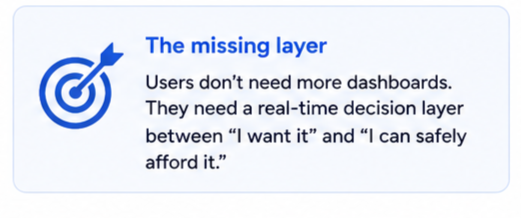 The missing layer
Users don’t need more dashboards.
They need a real-time decision layer
between “I want it” and “I can safely
afford it.”